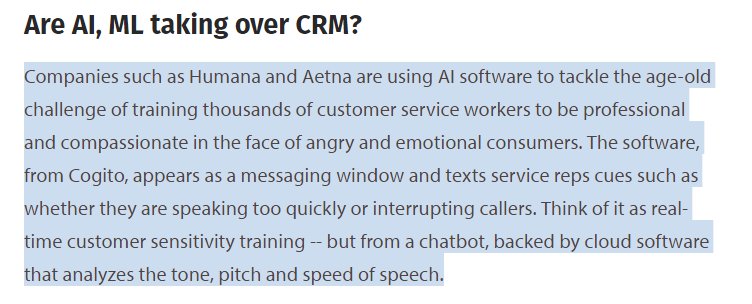 Are AI, ML taking over CRM?
Companies such as Humana and Aetna are using AI software to tackle the age-old
challenge of training thousands of customer service workers to be professional
and compassionate in the face of angry and emotional consumers. The software,
from Cogito, appears as a messaging window and texts service reps cues such as
whether they are speaking too quickly or interrupting callers. Think of it as real-
time customer sensitivity training -- but from a chatbot, backed by cloud software
that analyzes the tone, pitch and speed of speech.